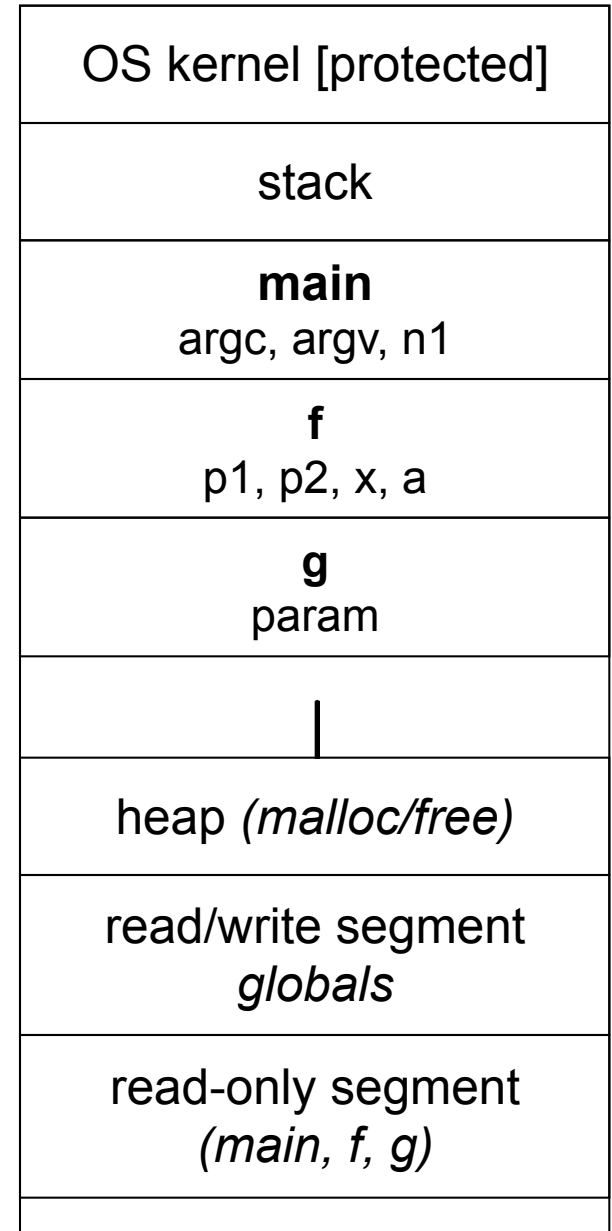 OS kernel [protected]
stack
main
argc, argv, n1
f
p1, p2, x, a
g
param
heap (malloc/free)
read/write segment
globals
read-only segment
(main, f, g)